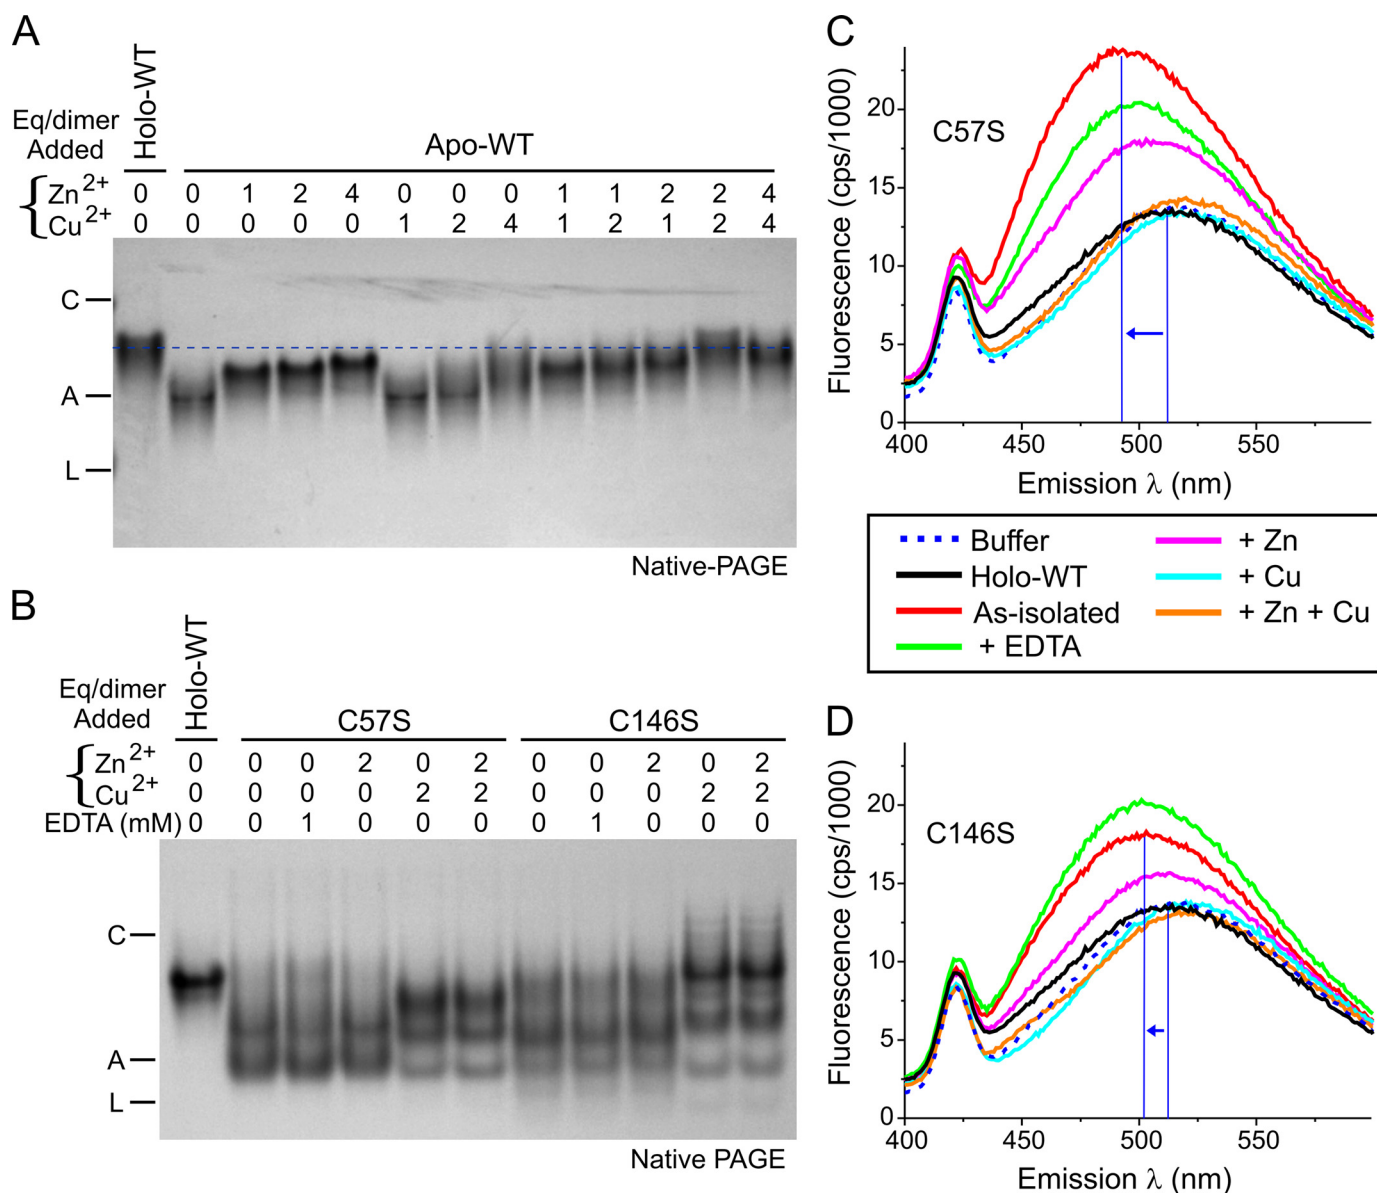 A
Holo-WT
Eq/dimer
Added
Apo-WT
Zn2+ 0 0 1 2 4 0 0 0 1 1 2 2 4
Cu2+ 0 0 0 0 0 1 2 4 1 2 1 2 4
C
A
L
Native-PAGE
B
Holo-WT
Eq/dimer
Added
C57S C146S
Zn2+ 0 0 0 2 0 2 0 0 2 0 2
Cu2+ 0 0 0 0 2 2 0 0 0 2 2
EDTA (mM) 0 0 1 0 0 0 0 1 0 0 0
C
A
L
Native PAGE
C
Fluorescence (cps/1000)
C57S
20
15
10
5
0
400 450 500 550
Emission λ (nm)
Buffer + Zn
Holo-WT + Cu
As-isolated + Zn + Cu
+ EDTA
D
Fluorescence (cps/1000)
C146S
20
15
10
5
0
400 450 500 550
Emission λ (nm)